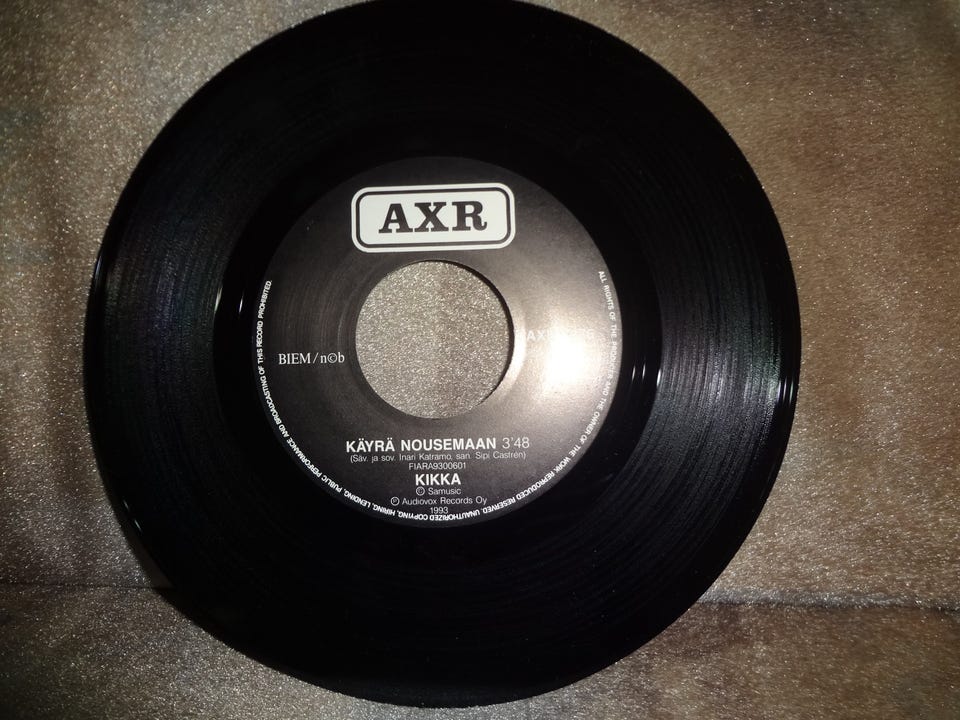 AXR
BIEM/n©b
AX
KÄYRÄ NOUSEMAAN 3'48
(Säv. ja sov. Inari Katramo, san. Sipi Castrén)
FIARA9300601
KIKKA
© Samusic
℗ Audiovox Records Oy
1993
ALL RIGHTS OF THE PRODUCER AND THE OWNER OF THE WORK REPRODUCED RESERVED. UNAUTHORIZED COPYING, HIRING, LENDING, PUBLIC PERFORMANCE AND BROADCASTING OF THIS RECORD PROHIBITED